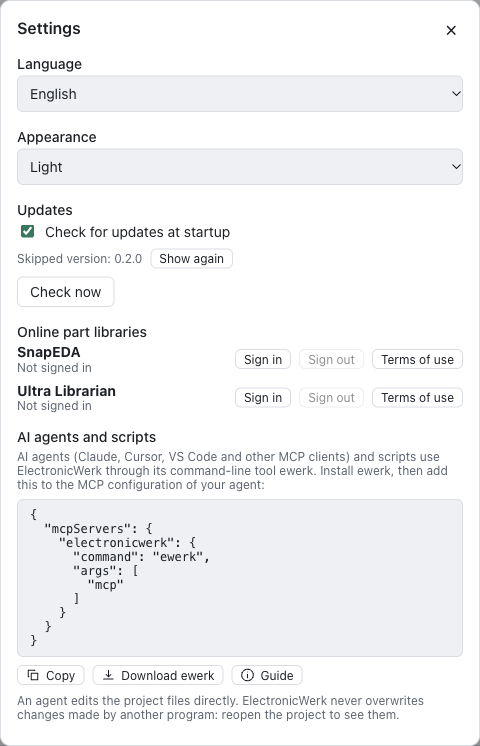 Settings
Language
English
Appearance
Light
Updates
Check for updates at startup
Skipped version: 0.2.0 Show again
Check now
Online part libraries
SnapEDA
Not signed in
Sign in Sign out Terms of use
Ultra Librarian
Not signed in
Sign in Sign out Terms of use
AI agents and scripts
AI agents (Claude, Cursor, VS Code and other MCP clients) and scripts use
ElectronicWerk through its command-line tool ewerk. Install ewerk, then add
this to the MCP configuration of your agent:
{
  "mcpServers": {
    "electronicwerk": {
      "command": "ewerk",
      "args": [
        "mcp"
      ]
    }
  }
}
Copy Download ewerk Guide
An agent edits the project files directly. ElectronicWerk never overwrites
changes made by another program: reopen the project to see them.